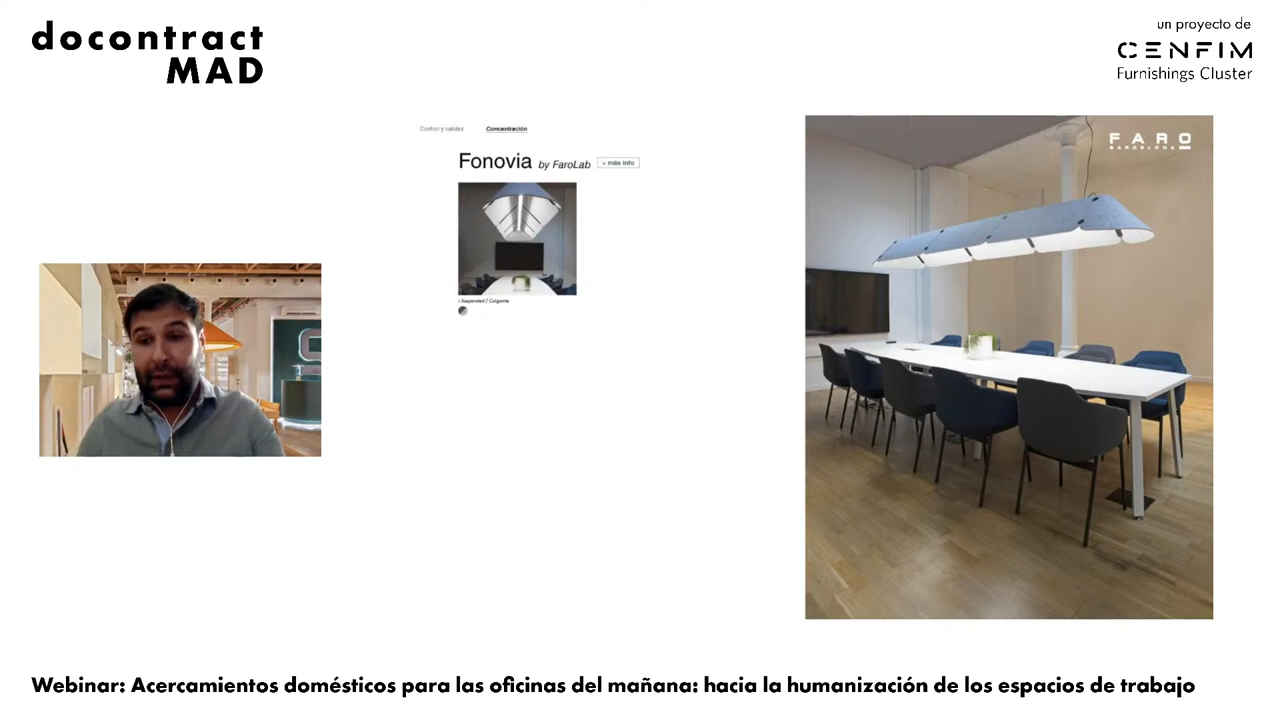 docontract
MAD
un proyecto de
CENFIM
Furnishings Cluster
Confort y calidez
Concentración
Fonovia by FaroLab
> más info
› Suspended / Colgante
FARO
BARCELONA
Webinar: Acercamientos domésticos para las oficinas del mañana: hacia la humanización de los espacios de trabajo